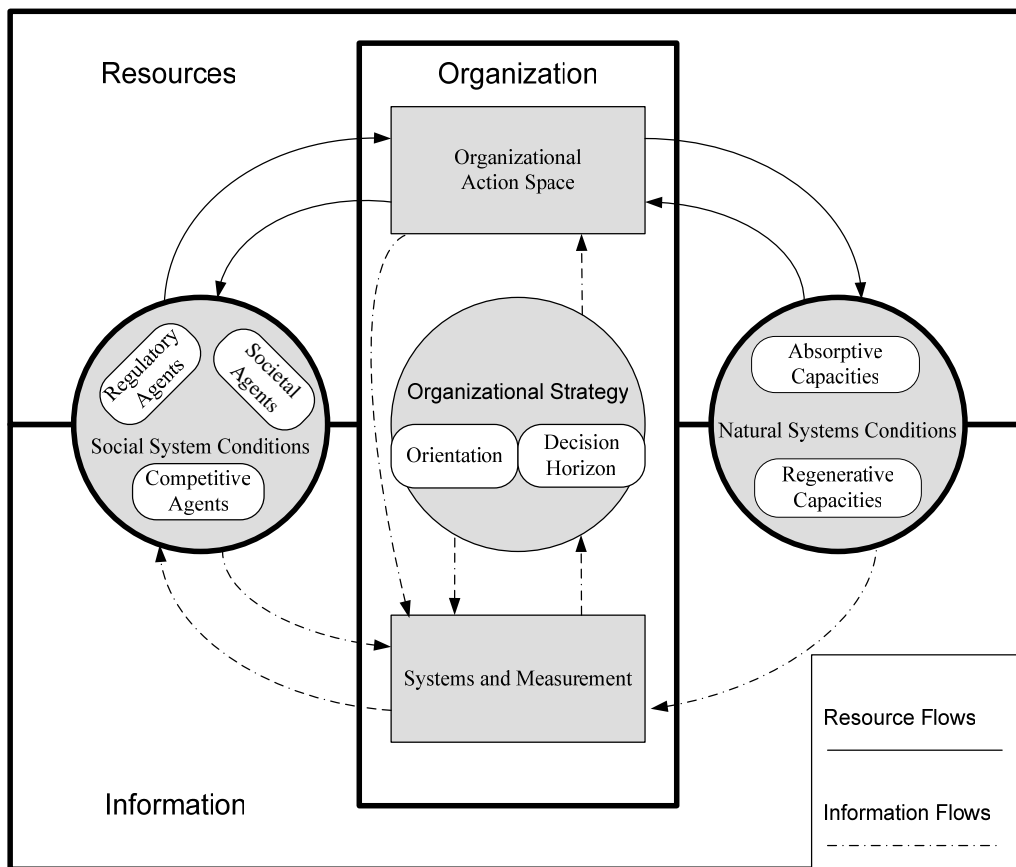 Resources
Organization
Organizational
Action Space
Regulatory
Agents
Societal
Agents
Social System Conditions
Competitive
Agents
Organizational Strategy
Orientation
Decision
Horizon
Absorptive
Capacities
Natural Systems Conditions
Regenerative
Capacities
Systems and Measurement
Information
Resource Flows
Information Flows